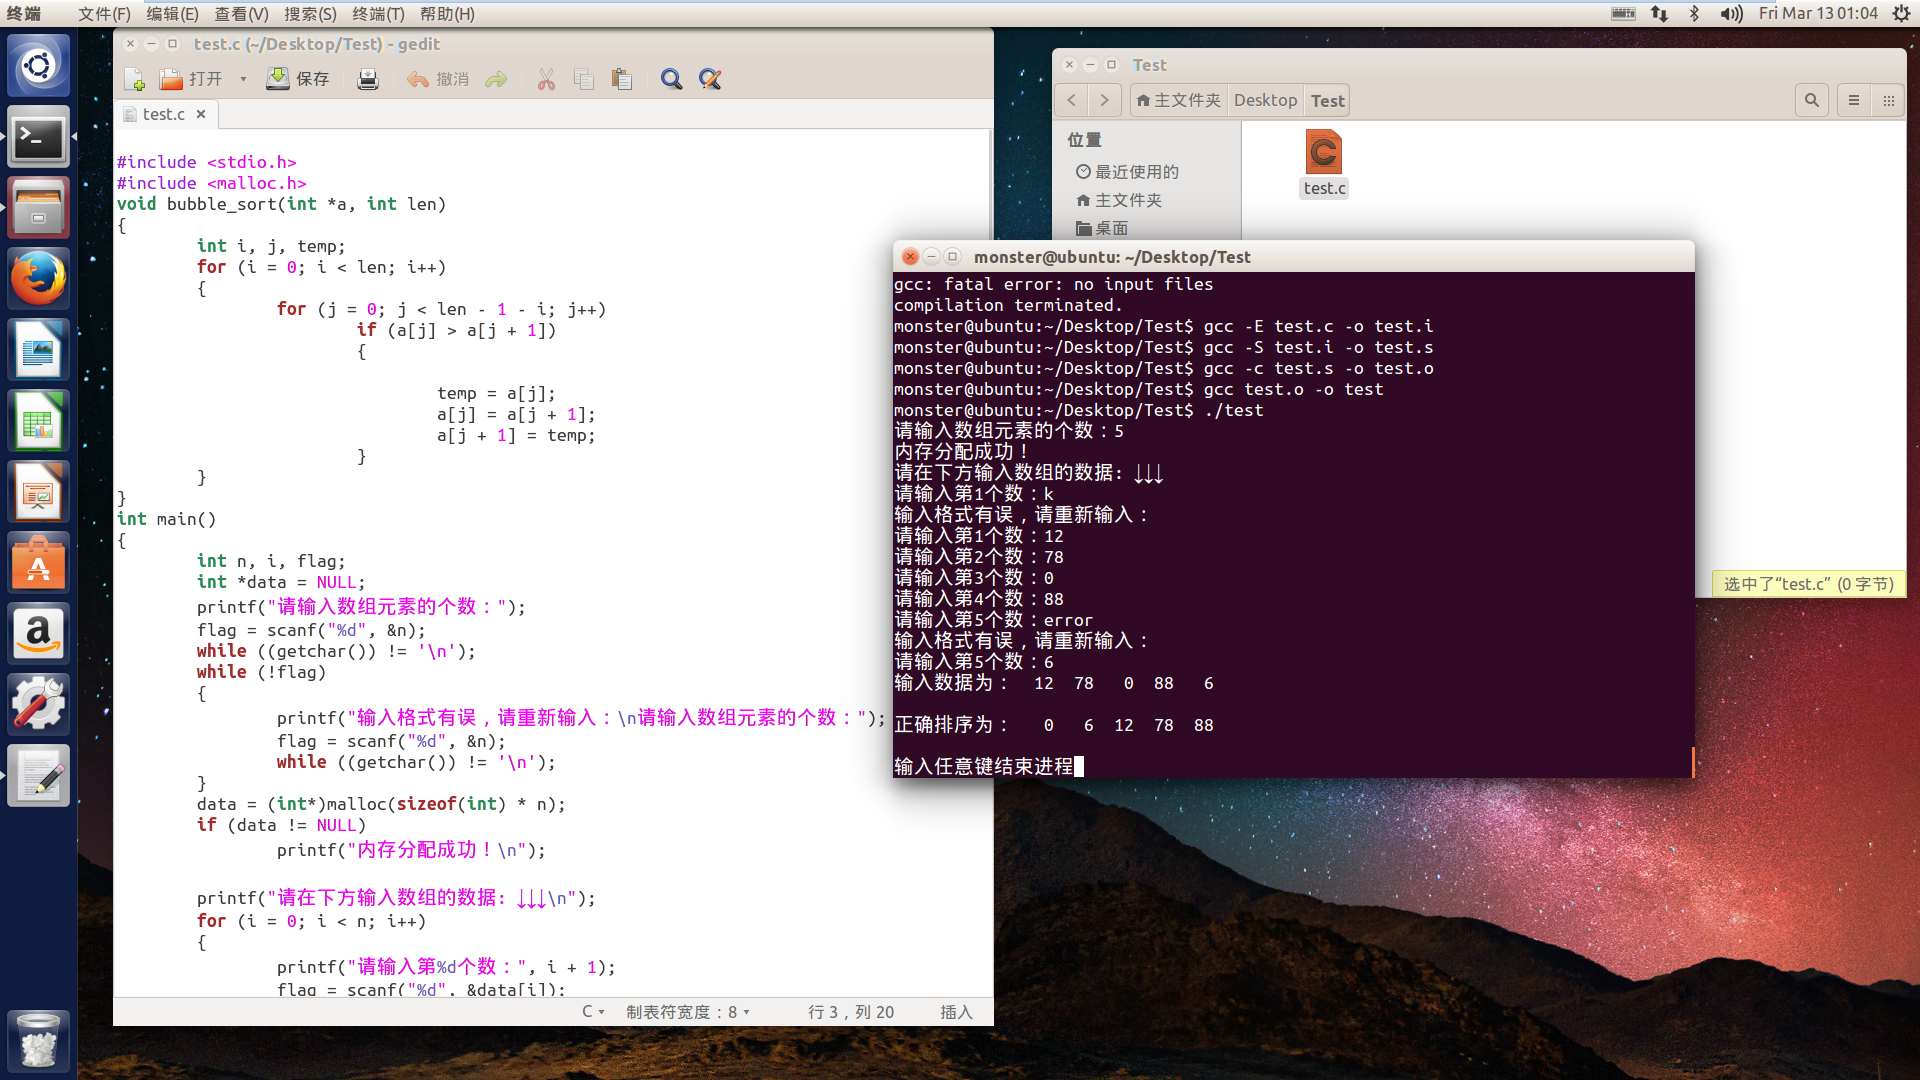 终端 文件(F) 编辑(E) 查看(V) 搜索(S) 终端(T) 帮助(H) Fri Mar 13 01:04
test.c (~/Desktop/Test) - gedit
打开 保存 撤消
test.c
#include <stdio.h>
#include <malloc.h>
void bubble_sort(int *a, int len)
{
int i, j, temp;
for (i = 0; i < len; i++)
{
for (j = 0; j < len - 1 - i; j++)
if (a[j] > a[j + 1])
{
temp = a[j];
a[j] = a[j + 1];
a[j + 1] = temp;
}
}
}
int main()
{
int n, i, flag;
int *data = NULL;
printf("请输入数组元素的个数：");
flag = scanf("%d", &n);
while ((getchar()) != '\n');
while (!flag)
{
printf("输入格式有误，请重新输入：\n请输入数组元素的个数：");
flag = scanf("%d", &n);
while ((getchar()) != '\n');
}
data = (int*)malloc(sizeof(int) * n);
if (data != NULL)
printf("内存分配成功！\n");
printf("请在下方输入数组的数据: ↓↓↓\n");
for (i = 0; i < n; i++)
{
printf("请输入第%d个数：", i + 1);
flag = scanf("%d", &data[i]);
C 制表符宽度：8 行 3，列 20 插入
Test
主文件夹 Desktop Test
位置
最近使用的
主文件夹
桌面
test.c
选中了“test.c” (0 字节)
monster@ubuntu: ~/Desktop/Test
gcc: fatal error: no input files
compilation terminated.
monster@ubuntu:~/Desktop/Test$ gcc -E test.c -o test.i
monster@ubuntu:~/Desktop/Test$ gcc -S test.i -o test.s
monster@ubuntu:~/Desktop/Test$ gcc -c test.s -o test.o
monster@ubuntu:~/Desktop/Test$ gcc test.o -o test
monster@ubuntu:~/Desktop/Test$ ./test
请输入数组元素的个数：5
内存分配成功！
请在下方输入数组的数据: ↓↓↓
请输入第1个数：k
输入格式有误，请重新输入：
请输入第1个数：12
请输入第2个数：78
请输入第3个数：0
请输入第4个数：88
请输入第5个数：error
输入格式有误，请重新输入：
请输入第5个数：6
输入数据为： 12 78 0 88 6
正确排序为： 0 6 12 78 88
输入任意键结束进程